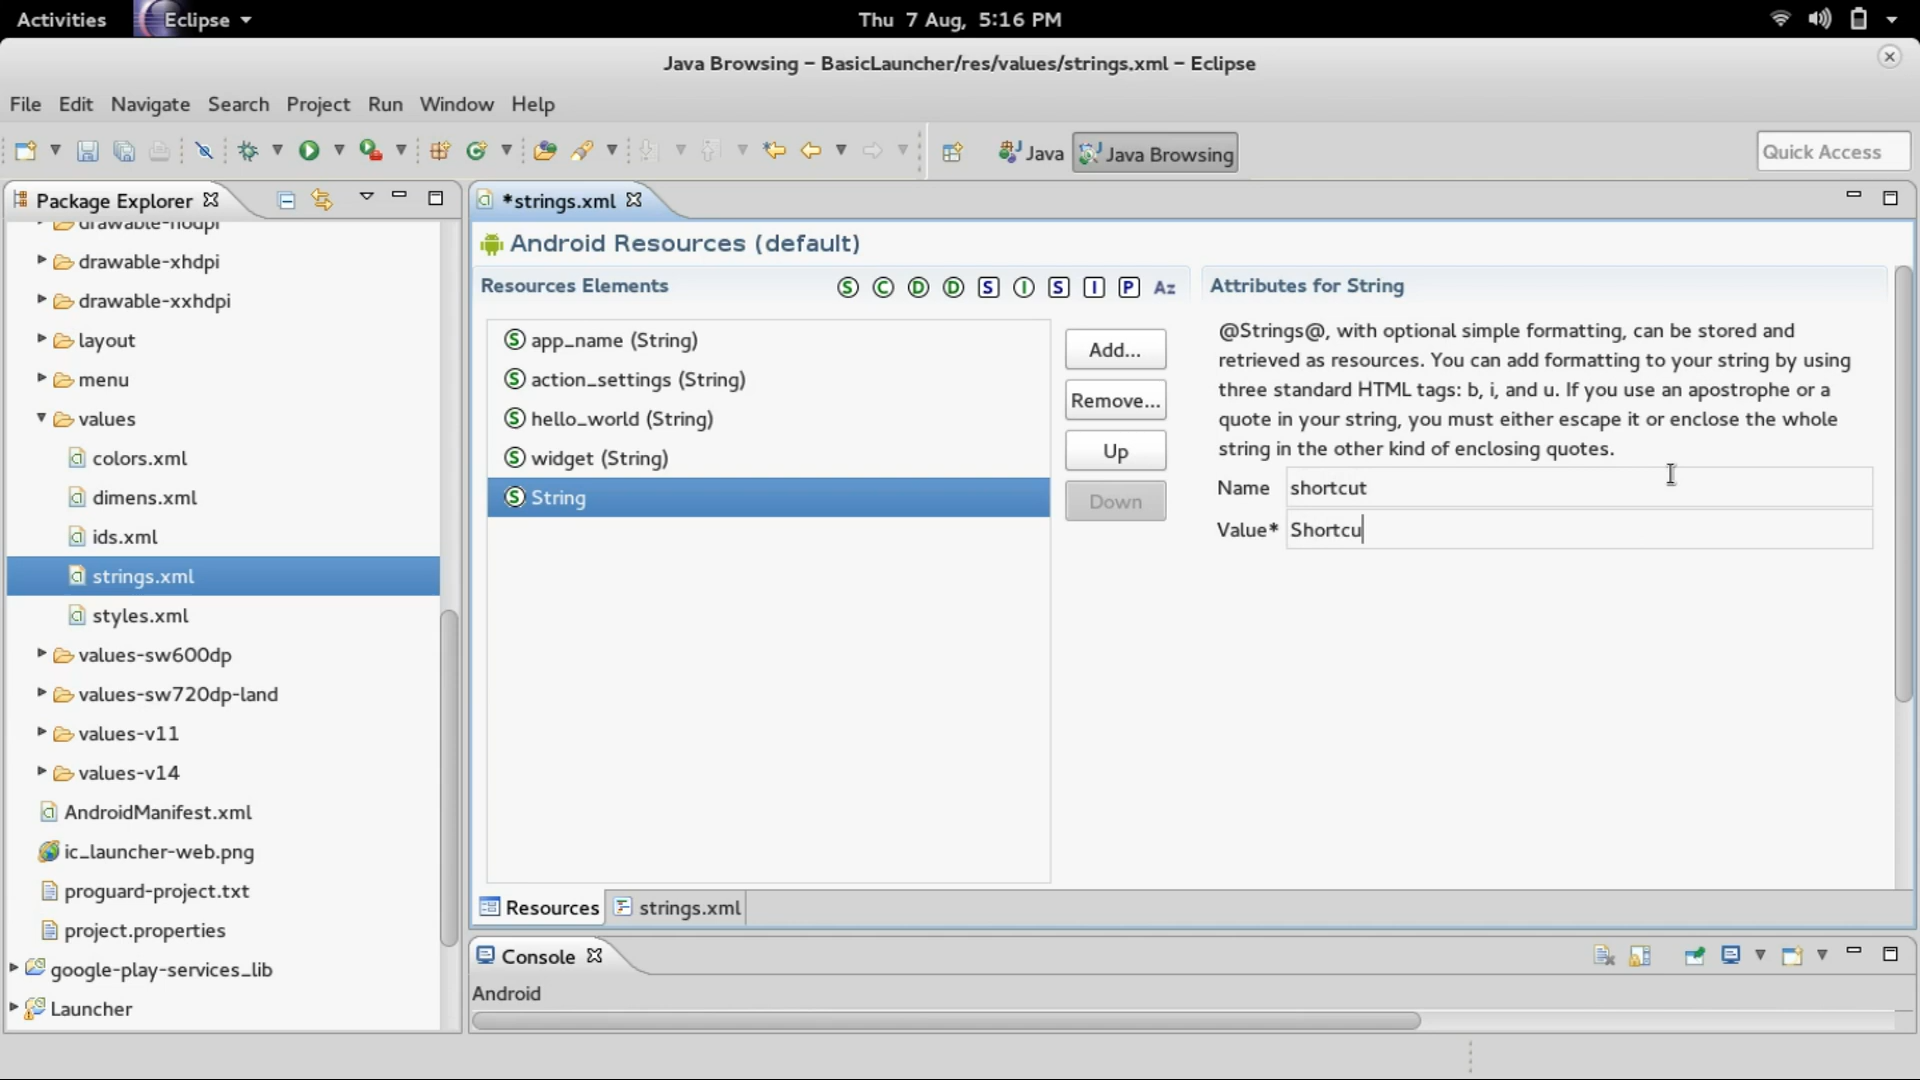 Activities Eclipse Thu 7 Aug, 5:16 PM
Java Browsing – BasicLauncher/res/values/strings.xml – Eclipse
File Edit Navigate Search Project Run Window Help
Java Java Browsing Quick Access
Package Explorer
drawable-hdpi
drawable-xhdpi
drawable-xxhdpi
layout
menu
values
colors.xml
dimens.xml
ids.xml
strings.xml
styles.xml
values-sw600dp
values-sw720dp-land
values-v11
values-v14
AndroidManifest.xml
ic_launcher-web.png
proguard-project.txt
project.properties
google-play-services_lib
Launcher
*strings.xml
Android Resources (default)
Resources Elements
S C D D S I S I P Az
app_name (String)
action_settings (String)
hello_world (String)
widget (String)
String
Add...
Remove...
Up
Down
Attributes for String
@Strings@, with optional simple formatting, can be stored and
retrieved as resources. You can add formatting to your string by using
three standard HTML tags: b, i, and u. If you use an apostrophe or a
quote in your string, you must either escape it or enclose the whole
string in the other kind of enclosing quotes.
Name shortcut
Value* Shortcu
Resources strings.xml
Console
Android